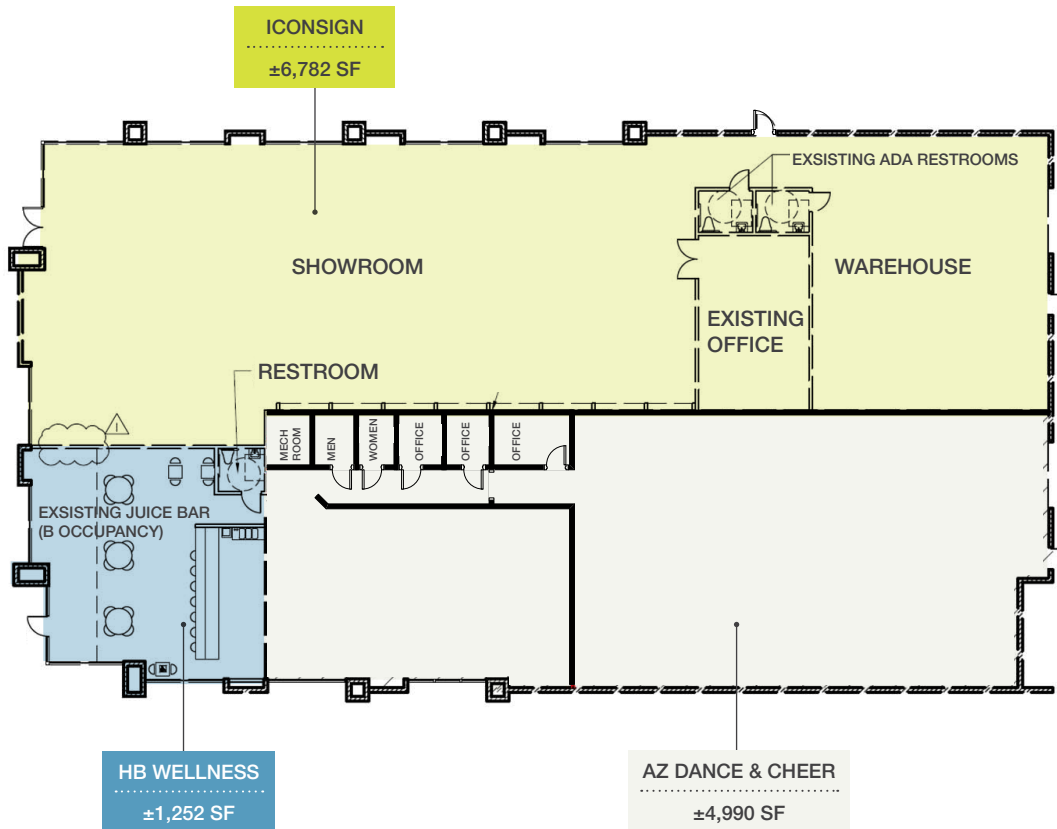 ICONSIGN
±6,782 SF
EXSISTING ADA RESTROOMS
SHOWROOM
WAREHOUSE
EXISTING
OFFICE
RESTROOM
MECH
ROOM
MEN
WOMEN
OFFICE
OFFICE
OFFICE
EXSISTING JUICE BAR
(B OCCUPANCY)
HB WELLNESS
±1,252 SF
AZ DANCE & CHEER
±4,990 SF